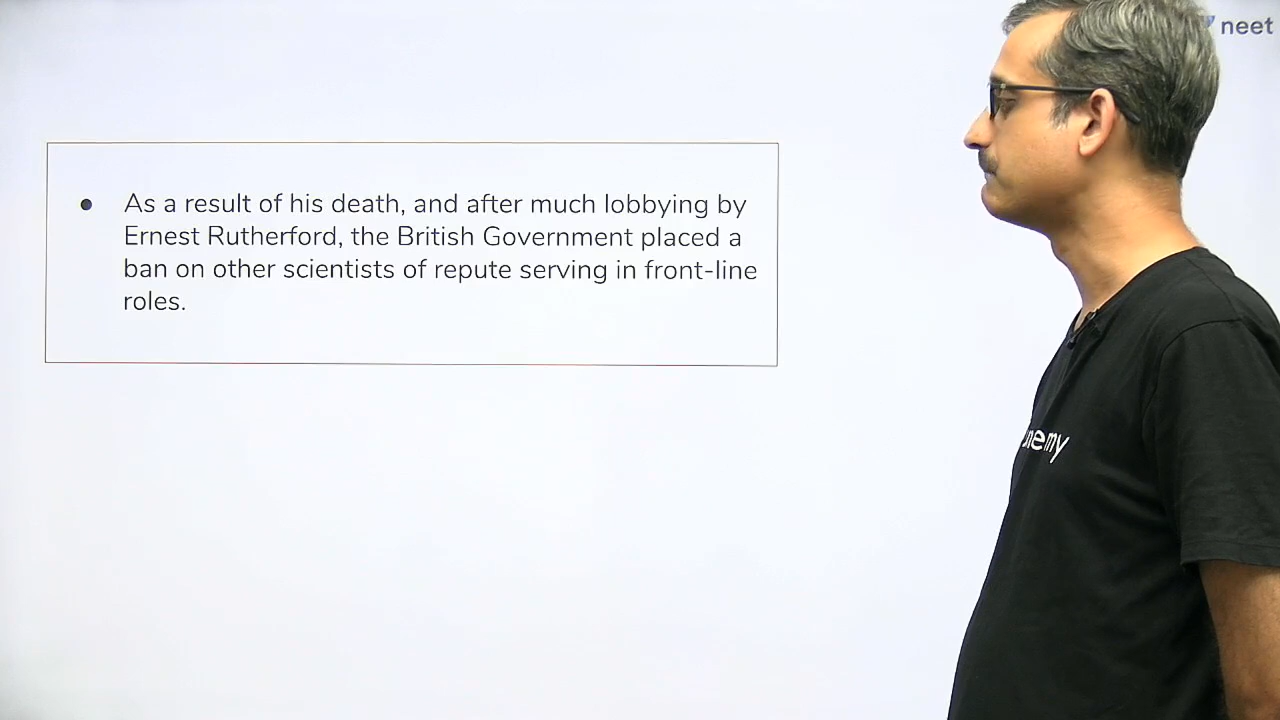 neet
As a result of his death, and after much lobbying by
Ernest Rutherford, the British Government placed a
ban on other scientists of repute serving in front-line
roles.